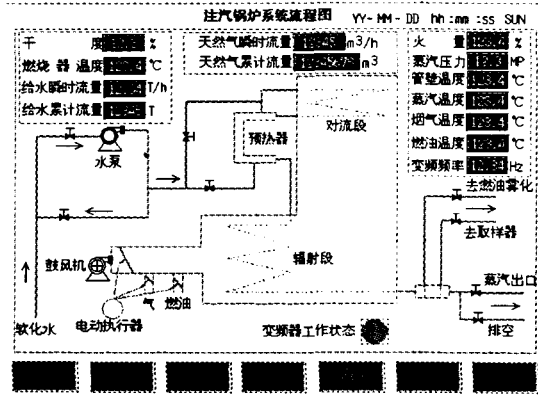 注汽锅炉系统流程图 YY-MM-DD hh:mm:ss SUN
干 度 %
燃烧器温度 ℃
给水瞬时流量 T/h
给水累计流量 T
天然气瞬时流量 m3/h
天然气累计流量 m3
火 量 %
蒸汽压力 MP
管壁温度 ℃
蒸汽温度 ℃
烟气温度 ℃
燃油温度 ℃
变频频率 Hz
水泵
预热器
对流段
去燃油雾化
去取样器
鼓风机
辐射段
气
燃油
蒸汽出口
软化水
电动执行器
变频器工作状态
排空